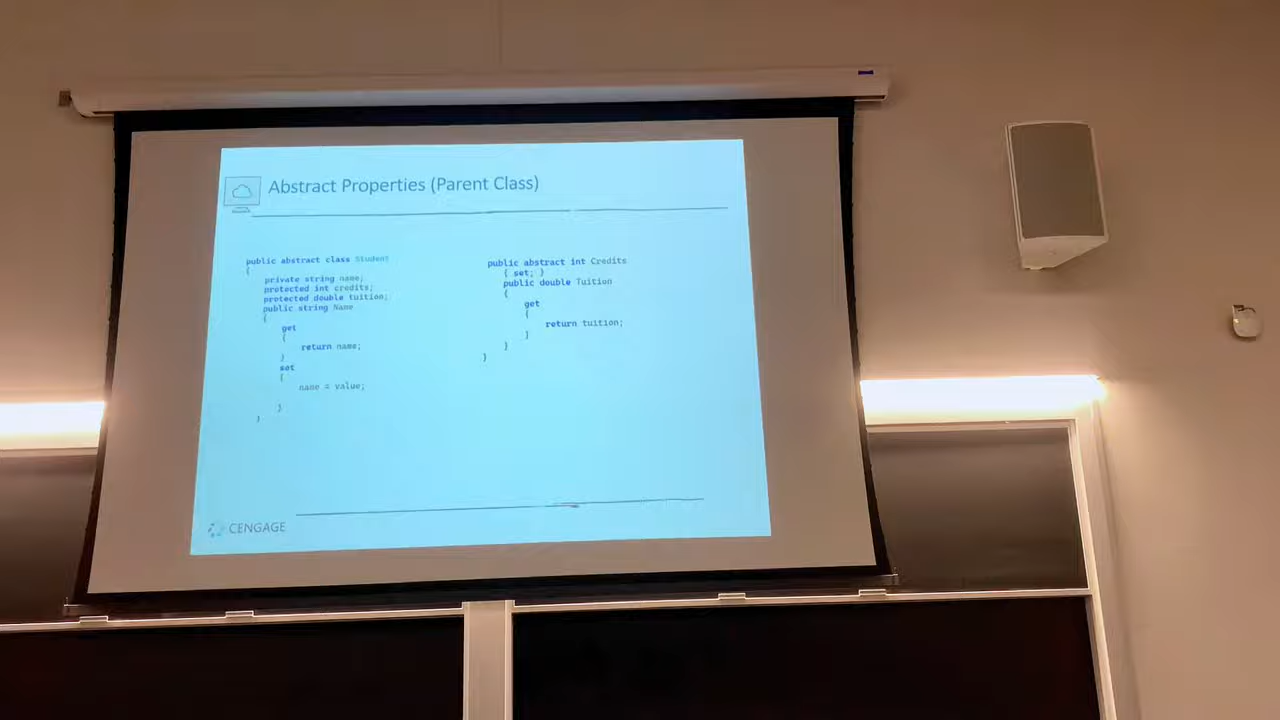 Abstract Properties (Parent Class)
public abstract class Student
{
private string name;
protected int credits;
protected double tuition;
public string Name
{
get
{
return name;
}
set
{
name = value;
}
}
public abstract int Credits
{ set; }
public double Tuition
{
get
{
return tuition;
}
}
}
CENGAGE